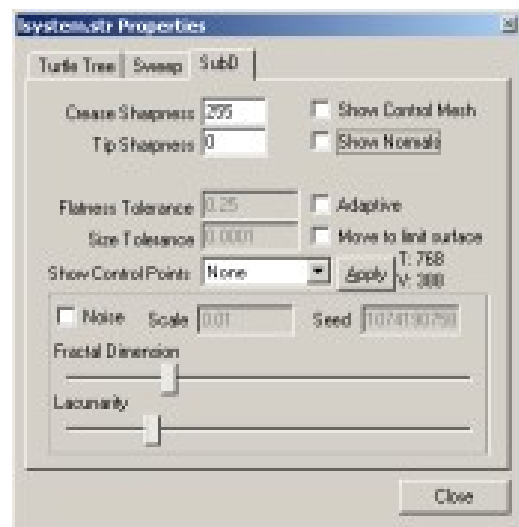 lsystem.str Properties
Turtle Tree Sweep SubD
Crease Sharpness 255 Show Control Mesh
Tip Sharpness 0 Show Normals
Flatness Tolerance 0.25 Adaptive
Size Tolerance 0.0001 Move to limit surface
Show Control Points None Apply T: 768
V: 388
Noise Scale 0.01 Seed
Fractal Dimension
Lacunarity
Close